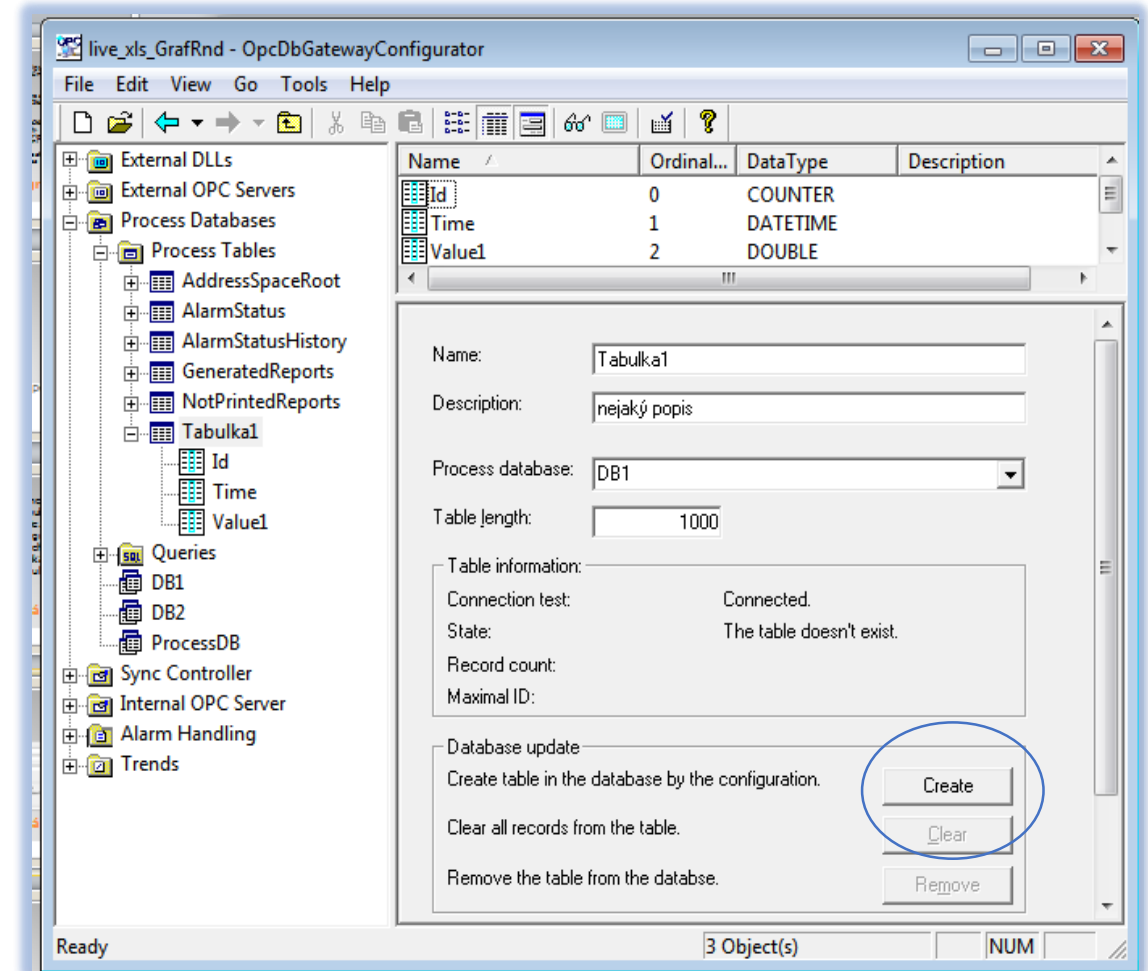 live_xls_GrafRnd - OpcDbGatewayConfigurator
File Edit View Go Tools Help
External DLLs
External OPC Servers
Process Databases
Process Tables
AddressSpaceRoot
AlarmStatus
AlarmStatusHistory
GeneratedReports
NotPrintedReports
Tabulka1
Id
Time
Value1
SQL Queries
DB1
DB2
ProcessDB
Sync Controller
Internal OPC Server
Alarm Handling
Trends
Name Ordinal... DataType Description
Id 0 COUNTER
Time 1 DATETIME
Value1 2 DOUBLE
Name: Tabulka1
Description: nejaký popis
Process database: DB1
Table length: 1000
Table information:
Connection test: Connected.
State: The table doesn't exist.
Record count:
Maximal ID:
Database update
Create table in the database by the configuration. Create
Clear all records from the table. Clear
Remove the table from the databse. Remove
Ready 3 Object(s) NUM